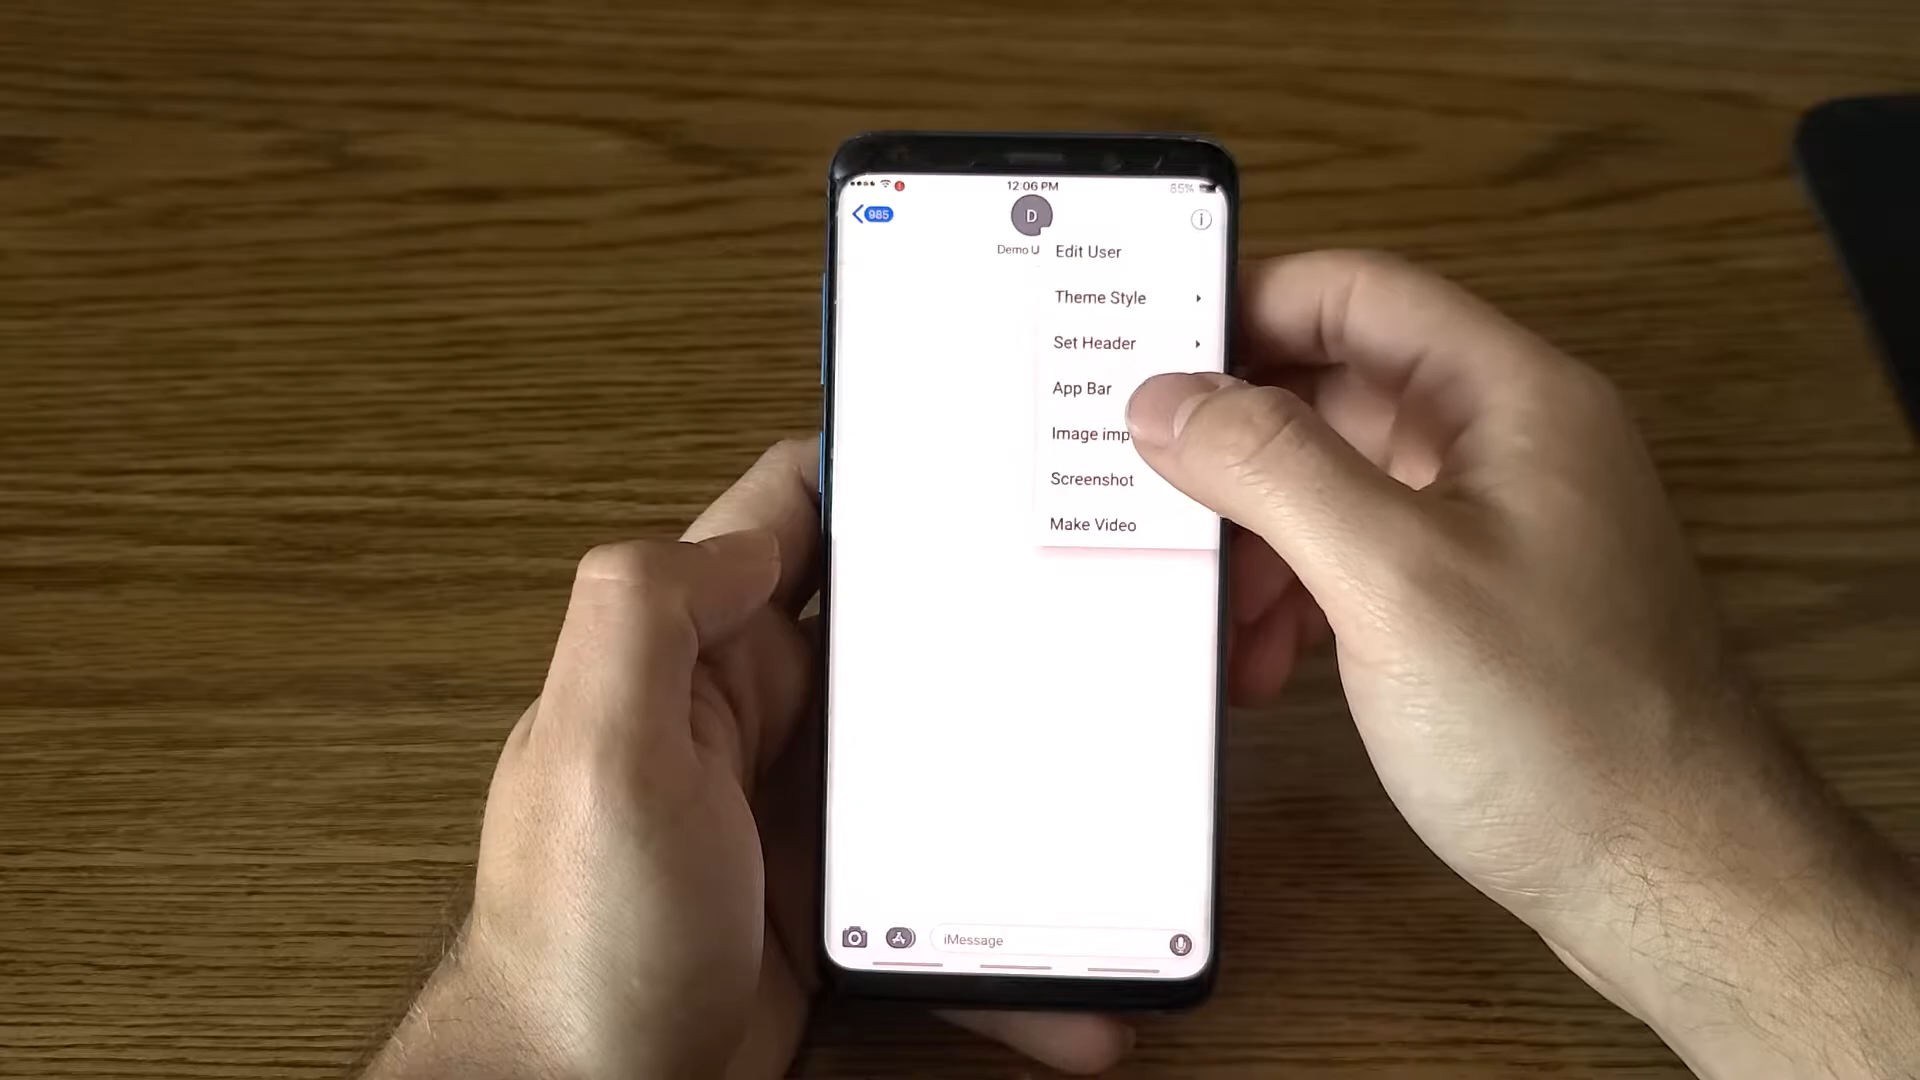 12:06 PM
85%
985
D
Demo U
Edit User
Theme Style
Set Header
App Bar
Image imp
Screenshot
Make Video
iMessage